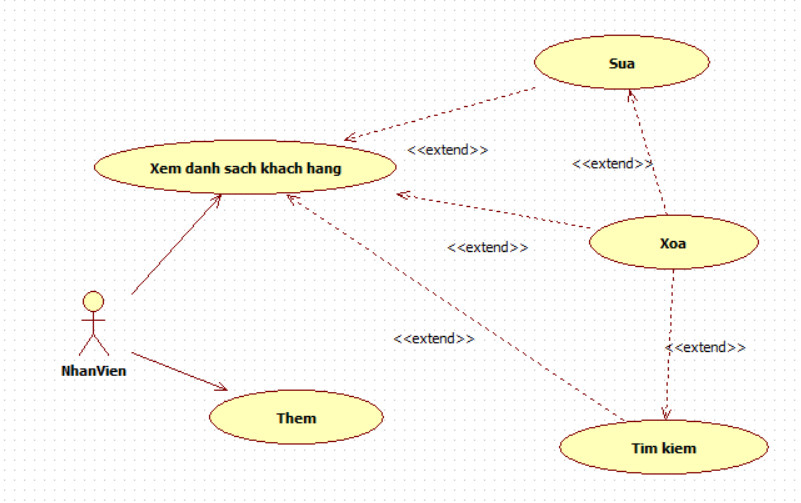 Sua
<<extend>>
<<extend>>
Xem danh sach khach hang
<<extend>>
Xoa
<<extend>>
<<extend>>
NhanVien
Them
Tim kiem